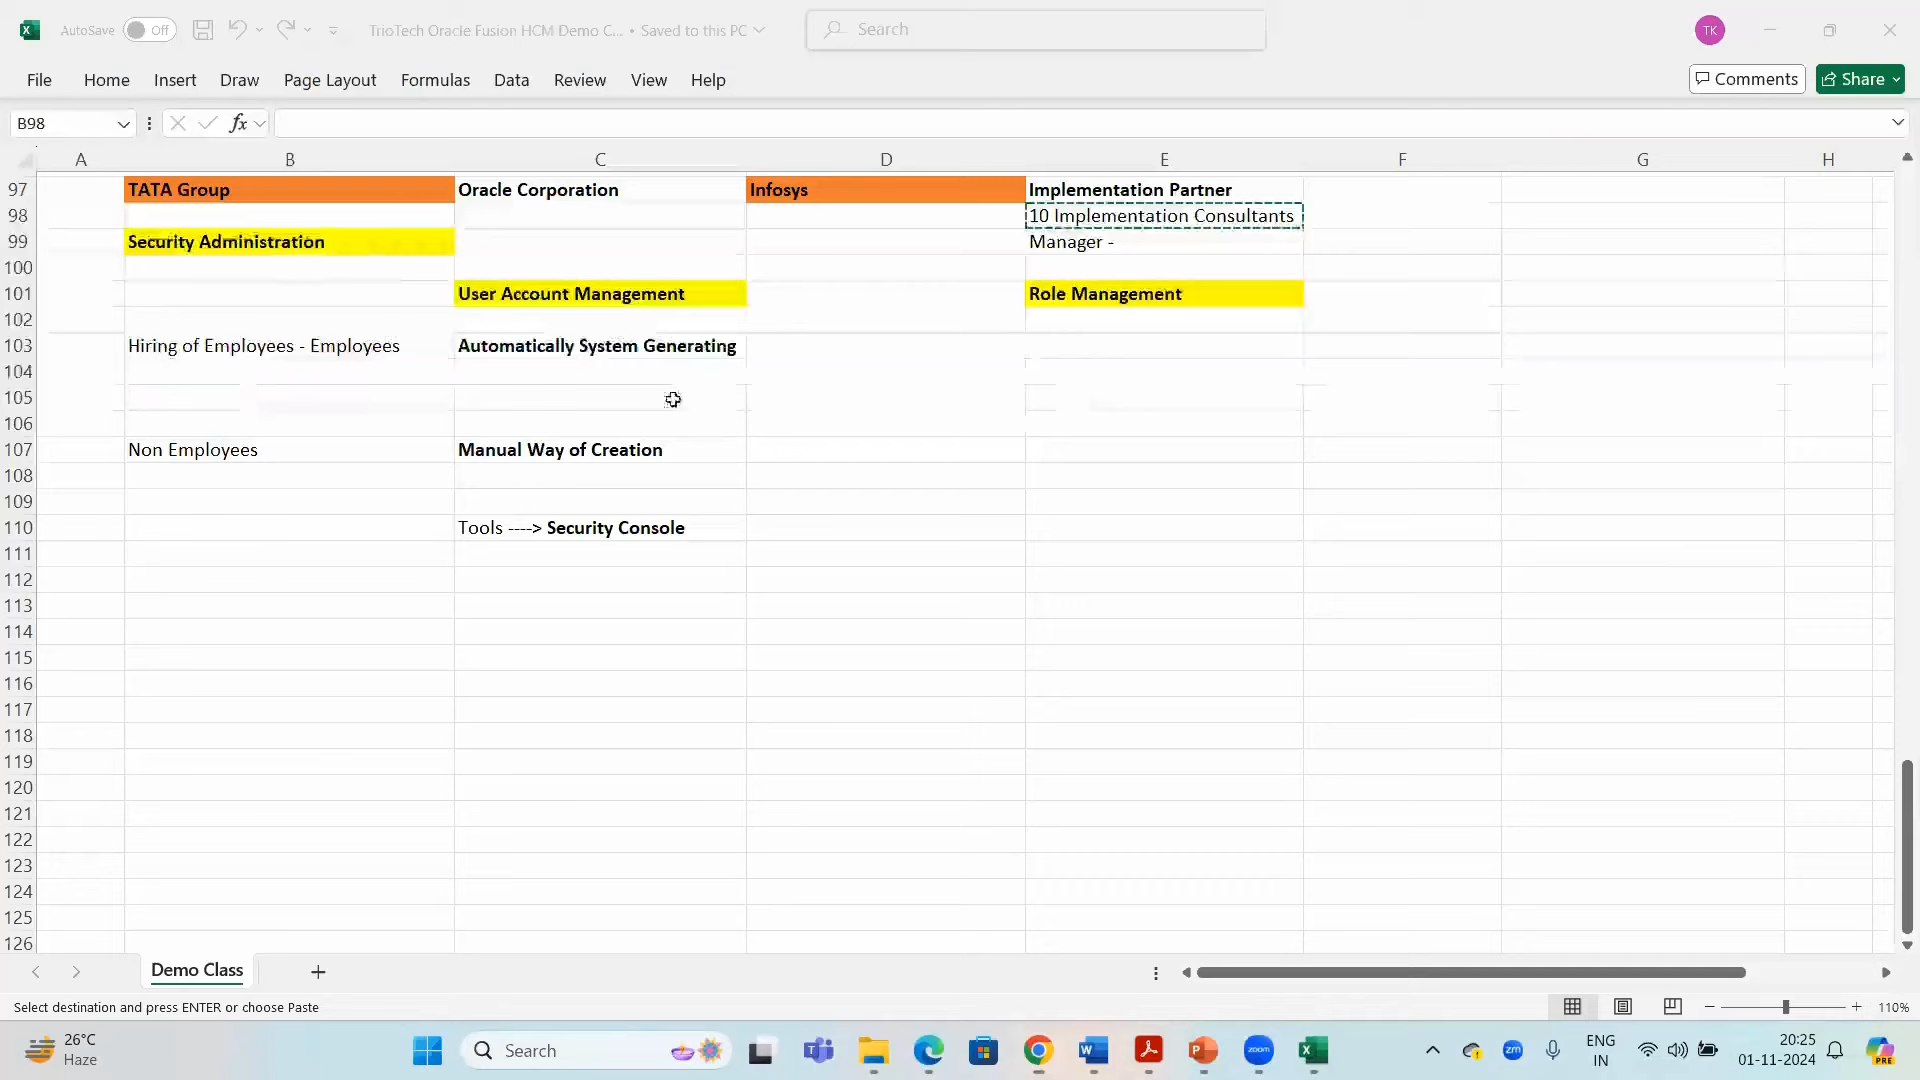 AutoSave Off TrioTech Oracle Fusion HCM Demo C... • Saved to this PC Search TK
File Home Insert Draw Page Layout Formulas Data Review View Help Comments Share
B98 fx
A B C D E F G H
97 TATA Group Oracle Corporation Infosys Implementation Partner
98 10 Implementation Consultants
99 Security Administration Manager -
100
101 User Account Management Role Management
102
103 Hiring of Employees - Employees Automatically System Generating
104
105
106
107 Non Employees Manual Way of Creation
108
109
110 Tools ----> Security Console
111
112
113
114
115
116
117
118
119
120
121
122
123
124
125
126
Demo Class
Select destination and press ENTER or choose Paste 110%
26°C
Haze
Search
zoom
zm
ENG
IN
20:25
01-11-2024
PRE